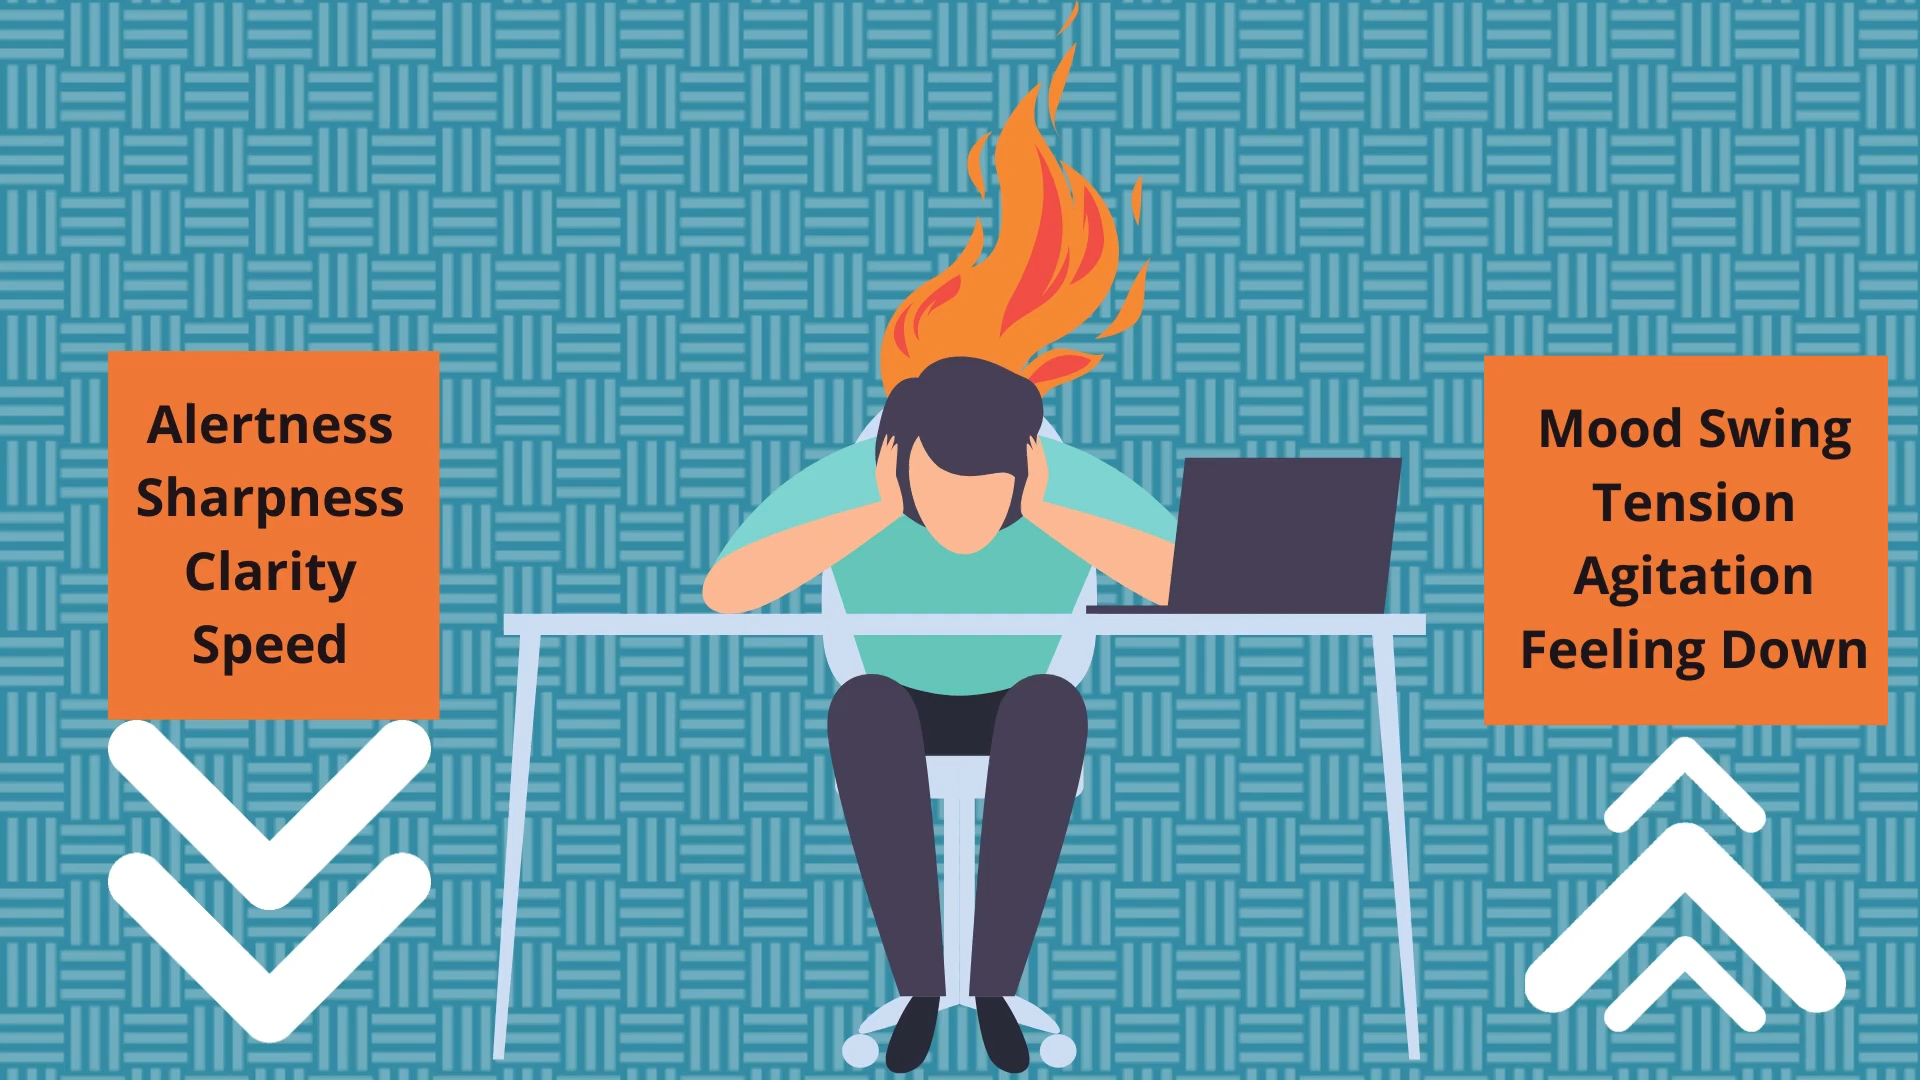 Alertness
Sharpness
Clarity
Speed
Mood Swing
Tension
Agitation
Feeling Down